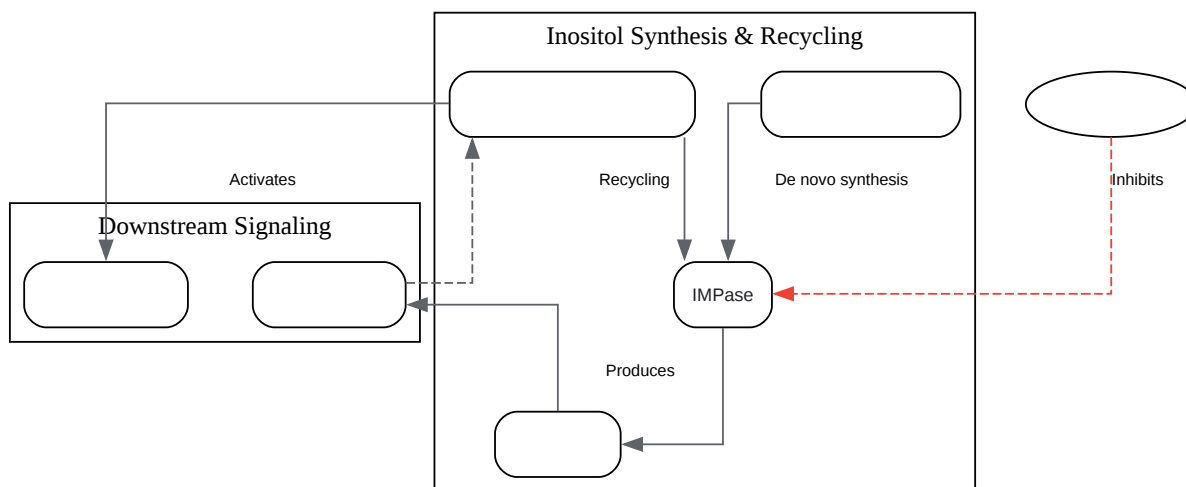 Inositol Synthesis & Recycling
Activates
Recycling
De novo synthesis
Inhibits
Downstream Signaling
IMPase
Produces